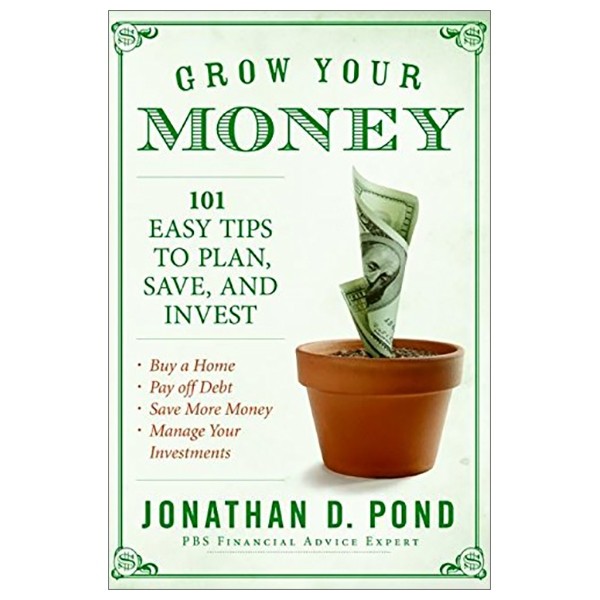 GROW YOUR
MONEY
101
EASY TIPS
TO PLAN,
SAVE, AND
INVEST
• Buy a Home
• Pay off Debt
• Save More Money
• Manage Your
Investments
JONATHAN D. POND
PBS FINANCIAL ADVICE EXPERT